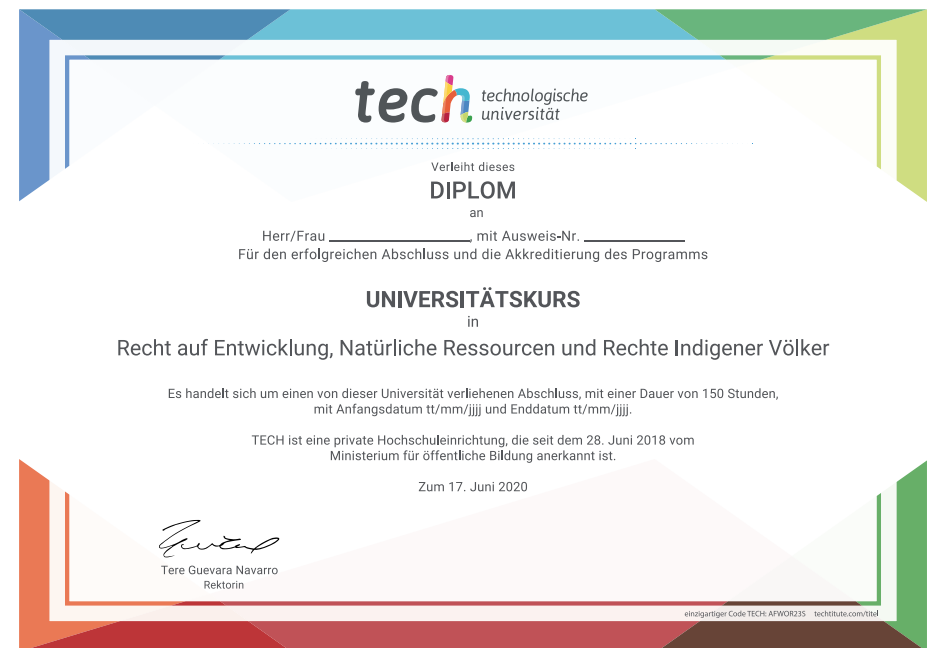 tech technologische
universität
Verleiht dieses
DIPLOM
an
Herr/Frau ____________________, mit Ausweis-Nr. ______________
Für den erfolgreichen Abschluss und die Akkreditierung des Programms
UNIVERSITÄTSKURS
in
Recht auf Entwicklung, Natürliche Ressourcen und Rechte Indigener Völker
Es handelt sich um einen von dieser Universität verliehenen Abschluss, mit einer Dauer von 150 Stunden,
mit Anfangsdatum tt/mm/jjjj und Enddatum tt/mm/jjjj.
TECH ist eine private Hochschuleinrichtung, die seit dem 28. Juni 2018 vom
Ministerium für öffentliche Bildung anerkannt ist.
Zum 17. Juni 2020
Tere Guevara Navarro
Rektorin
einzigartiger Code TECH: AFWOR23S techtitute.com/titel